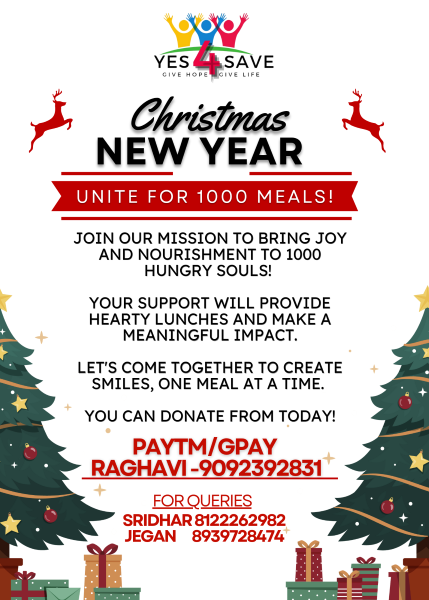 YES 4 SAVE
GIVE HOPE GIVE LIFE
Christmas
NEW YEAR
UNITE FOR 1000 MEALS!
JOIN OUR MISSION TO BRING JOY
AND NOURISHMENT TO 1000
HUNGRY SOULS!
YOUR SUPPORT WILL PROVIDE
HEARTY LUNCHES AND MAKE A
MEANINGFUL IMPACT.
LET'S COME TOGETHER TO CREATE
SMILES, ONE MEAL AT A TIME.
YOU CAN DONATE FROM TODAY!
PAYTM/GPAY
RAGHAVI -9092392831
FOR QUERIES
SRIDHAR 8122262982
JEGAN 8939728474